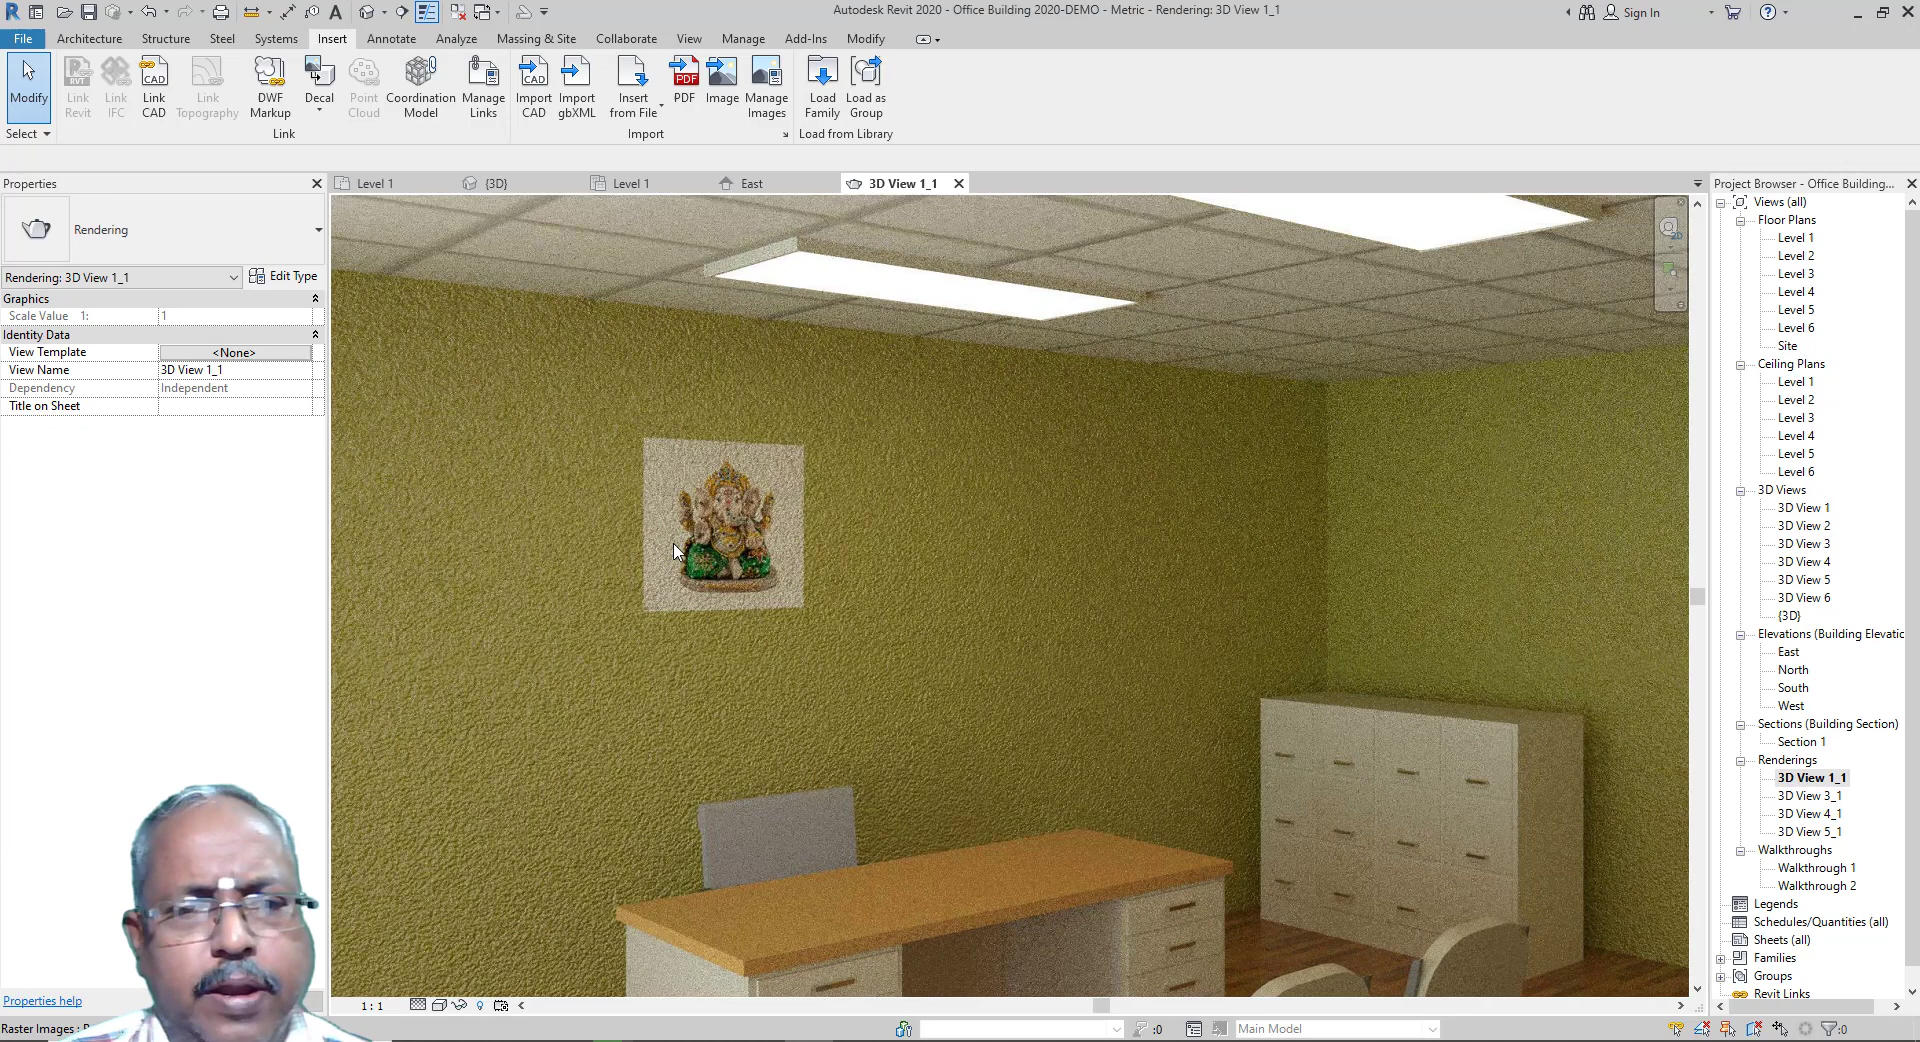 Autodesk Revit 2020 - Office Building 2020-DEMO - Metric - Rendering: 3D View 1_1
Sign In
File
Architecture
Structure
Steel
Systems
Insert
Annotate
Analyze
Massing & Site
Collaborate
View
Manage
Add-Ins
Modify
Modify
Link Revit
Link IFC
Link CAD
Link Topography
DWF Markup
Decal
Point Cloud
Coordination Model
Manage Links
Import CAD
Import gbXML
Insert from File
PDF
Image
Manage Images
Load Family
Load as Group
Select
Link
Import
Load from Library
Properties
Rendering
Rendering: 3D View 1_1
Edit Type
Graphics
Scale Value 1:
1
Identity Data
View Template
<None>
View Name
3D View 1_1
Dependency
Independent
Title on Sheet
Properties help
Level 1
{3D}
Level 1
East
3D View 1_1
1 : 1
Project Browser - Office Building...
Views (all)
Floor Plans
Level 1
Level 2
Level 3
Level 4
Level 5
Level 6
Site
Ceiling Plans
Level 1
Level 2
Level 3
Level 4
Level 5
Level 6
3D Views
3D View 1
3D View 2
3D View 3
3D View 4
3D View 5
3D View 6
{3D}
Elevations (Building Elevatic
East
North
South
West
Sections (Building Section)
Section 1
Renderings
3D View 1_1
3D View 3_1
3D View 4_1
3D View 5_1
Walkthroughs
Walkthrough 1
Walkthrough 2
Legends
Schedules/Quantities (all)
Sheets (all)
Families
Groups
Revit Links
Raster Images :
:0
Main Model
:0